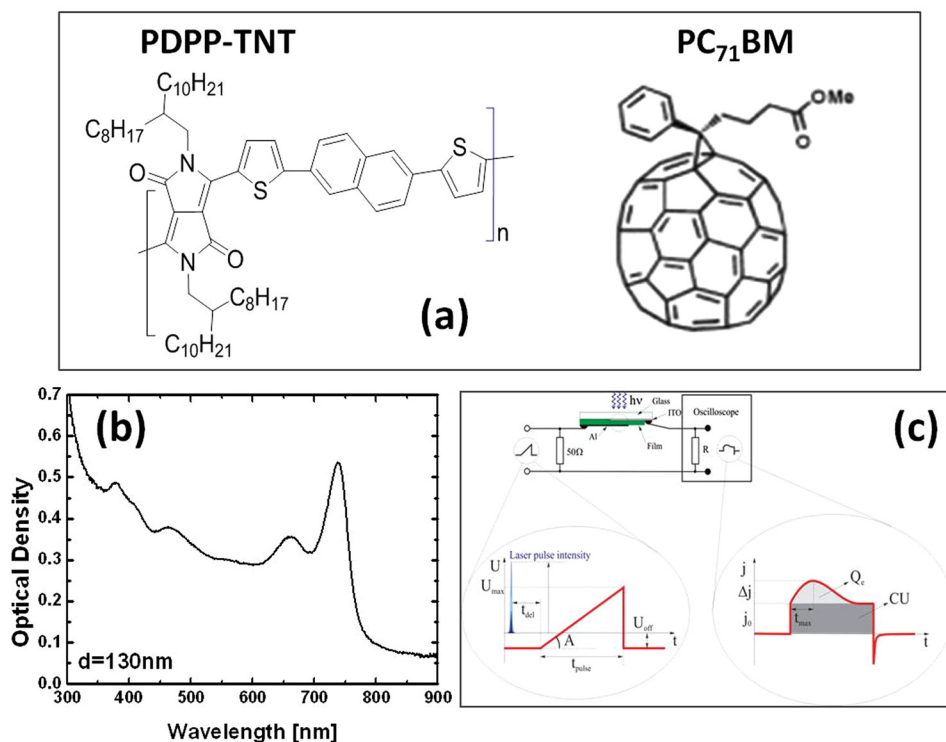 PDPP-TNT
PC71BM
C10H21
C8H17
N
O
S
S
O
N
n
C8H17
C10H21
OMe
O
(a)
(b)
0.7
0.6
0.5
0.4
0.3
0.2
0.1
0.0
Optical Density
d=130nm
300 400 500 600 700 800 900
Wavelength [nm]
(c)
hν
Glass
ITO
Oscilloscope
Al
Film
50Ω
R
Laser pulse intensity
U
Umax
tdel
Uoff
t
A
tpulse
j
Δj
Qe
CU
j0
tmax
t